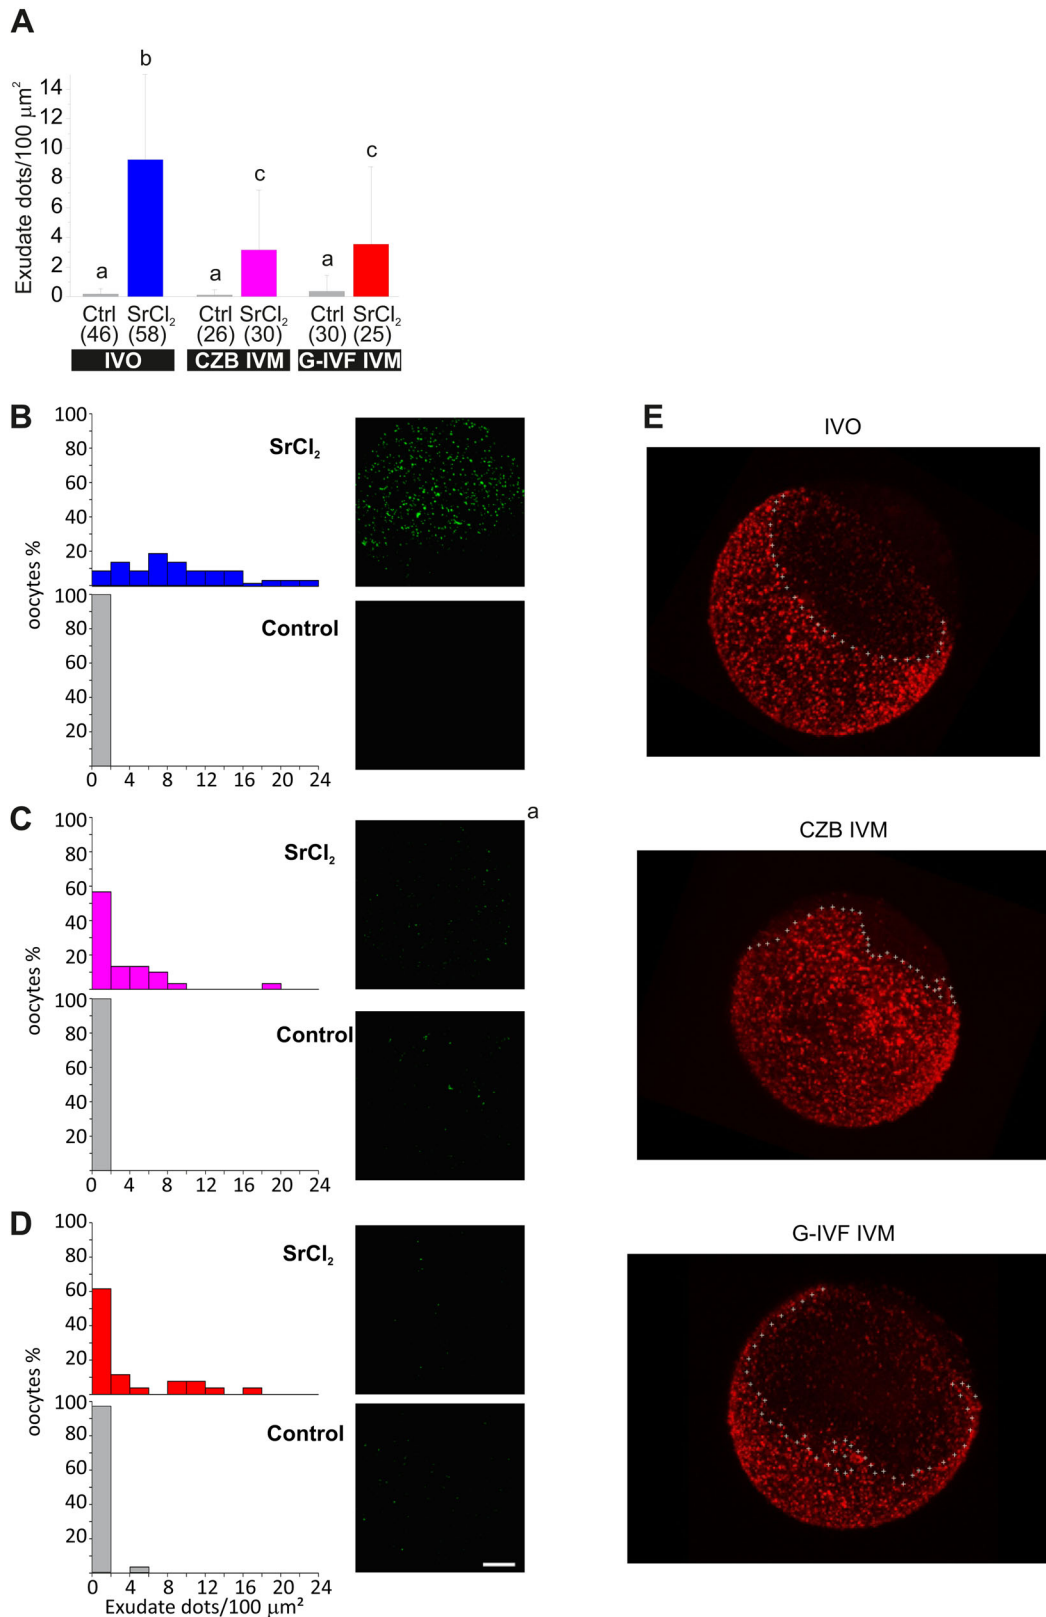 A
Exudate dots/100 µm²
14
12
10
8
6
4
2
0
a
b
a
c
a
c
Ctrl SrCl₂ Ctrl SrCl₂ Ctrl SrCl₂
(46) (58) (26) (30) (30) (25)
IVO CZB IVM G-IVF IVM
B
oocytes %
100
80
60
40
20
SrCl₂
100
80
60
40
20
Control
0 4 8 12 16 20 24
C
oocytes %
100
80
60
40
20
SrCl₂
a
100
80
60
40
20
Control
0 4 8 12 16 20 24
D
oocytes %
100
80
60
40
20
SrCl₂
100
80
60
40
20
Control
0 4 8 12 16 20 24
Exudate dots/100 µm²
E
IVO
CZB IVM
G-IVF IVM